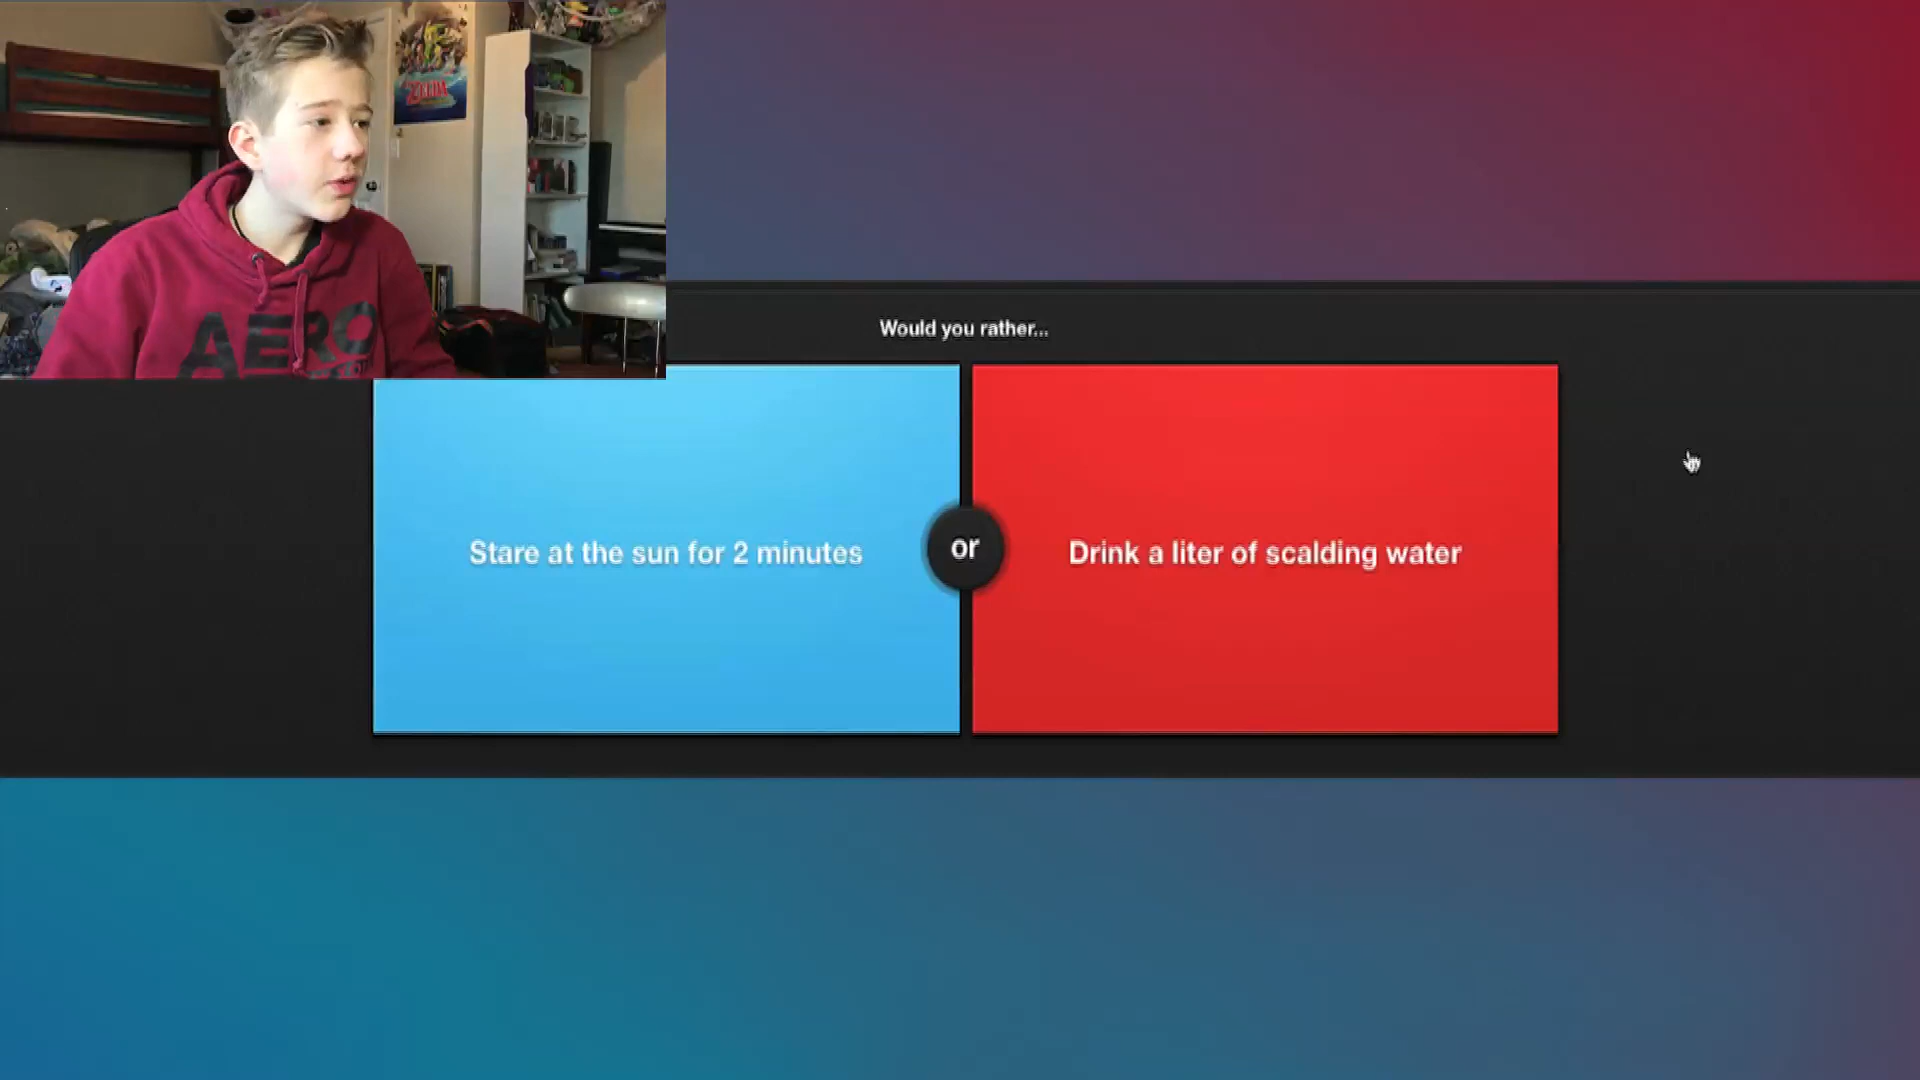 ZELDA
AERO
Would you rather...
Stare at the sun for 2 minutes
or
Drink a liter of scalding water